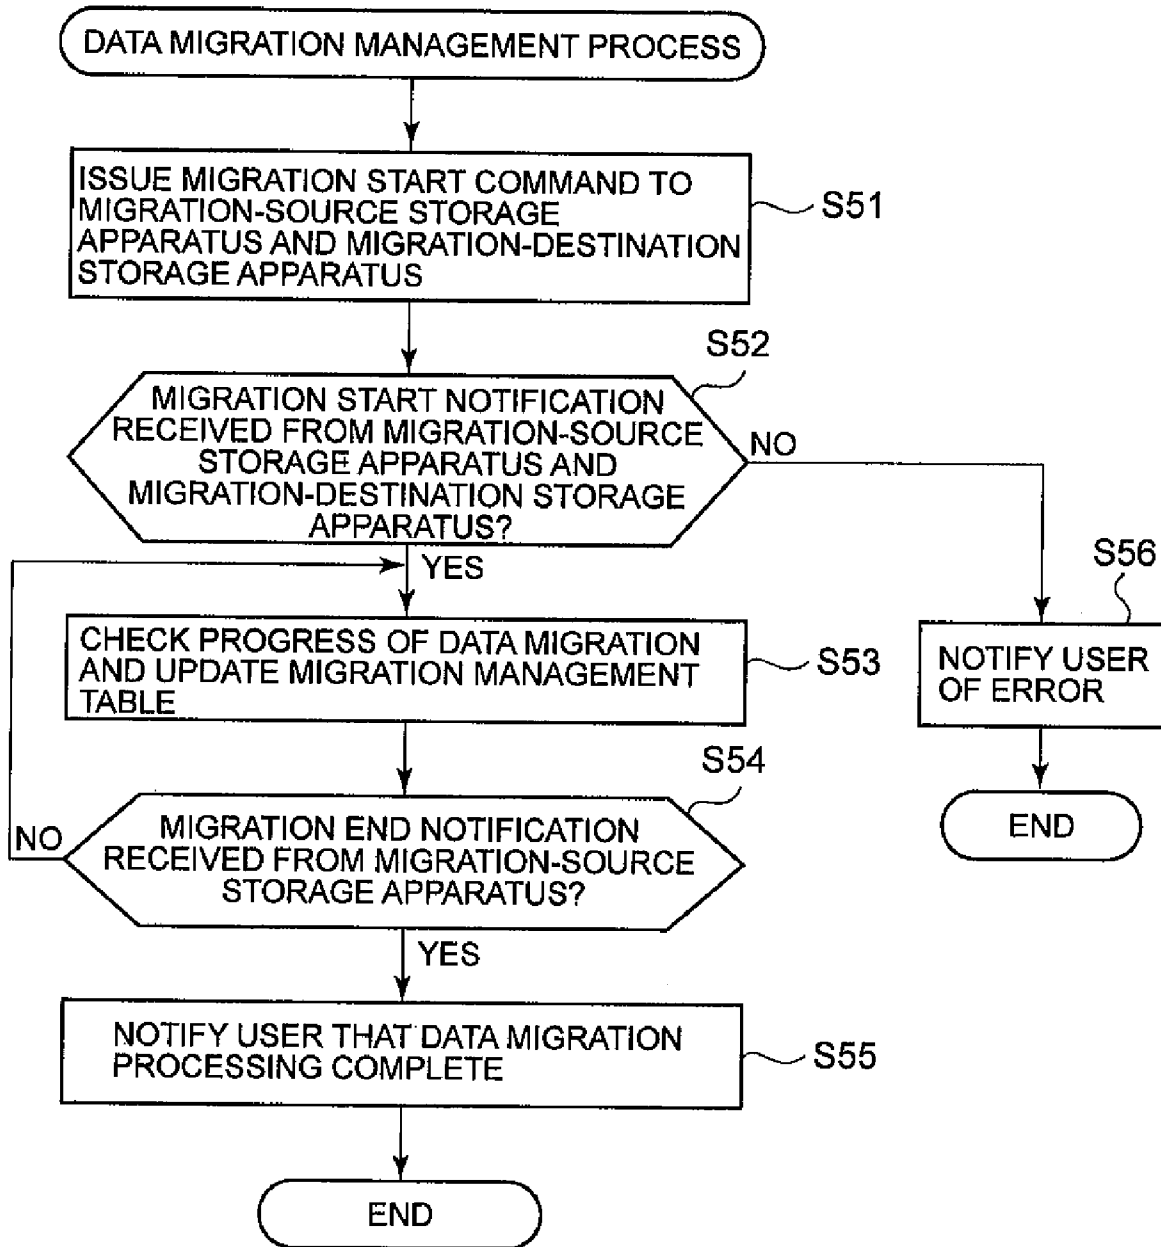 DATA MIGRATION MANAGEMENT PROCESS
ISSUE MIGRATION START COMMAND TO
MIGRATION-SOURCE STORAGE
APPARATUS AND MIGRATION-DESTINATION
STORAGE APPARATUS
S51
S52
MIGRATION START NOTIFICATION
RECEIVED FROM MIGRATION-SOURCE
STORAGE APPARATUS AND
MIGRATION-DESTINATION STORAGE
APPARATUS?
NO
YES
S56
NOTIFY USER
OF ERROR
END
CHECK PROGRESS OF DATA MIGRATION
AND UPDATE MIGRATION MANAGEMENT
TABLE
S53
S54
NO
MIGRATION END NOTIFICATION
RECEIVED FROM MIGRATION-SOURCE
STORAGE APPARATUS?
YES
NOTIFY USER THAT DATA MIGRATION
PROCESSING COMPLETE
S55
END